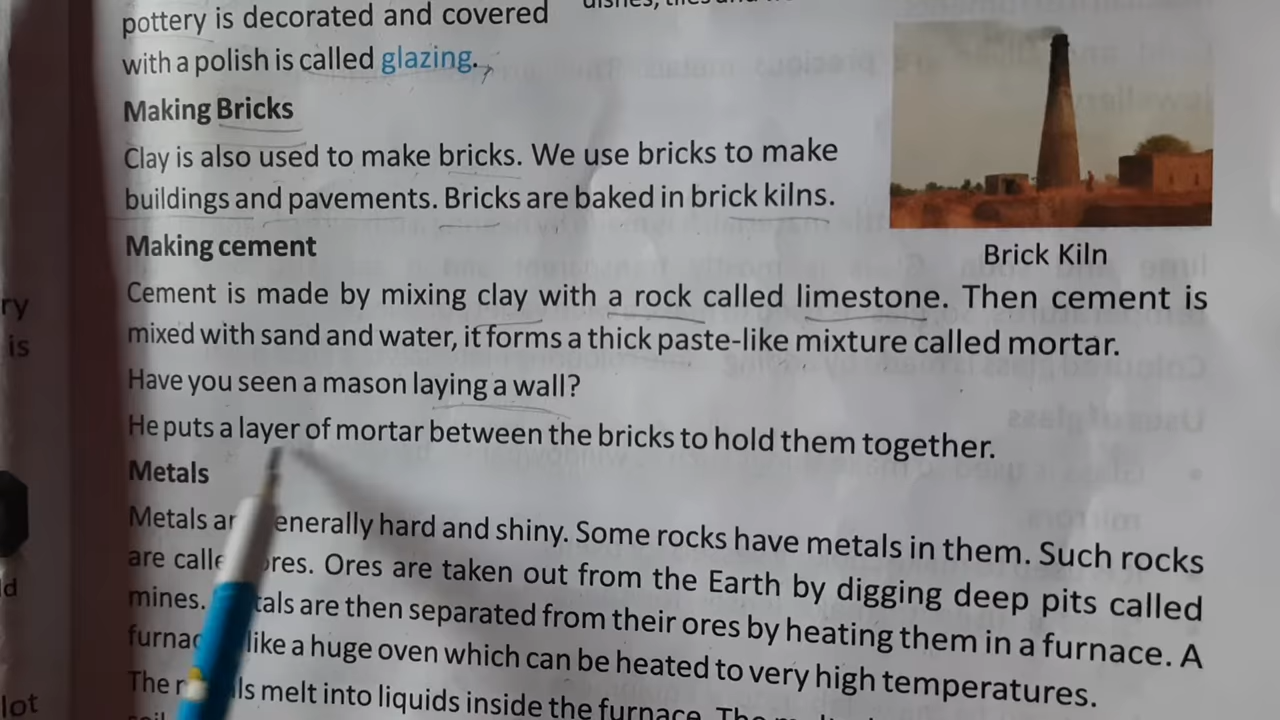 pottery is decorated and covered
with a polish is called glazing.
Making Bricks
Clay is also used to make bricks. We use bricks to make
buildings and pavements. Bricks are baked in brick kilns.
Brick Kiln
Making cement
Cement is made by mixing clay with a rock called limestone. Then cement is
mixed with sand and water, it forms a thick paste-like mixture called mortar.
Have you seen a mason laying a wall?
He puts a layer of mortar between the bricks to hold them together.
Metals
Metals generally hard and shiny. Some rocks have metals in them. Such rocks
are ores. Ores are taken out from the Earth by digging deep pits called
mines. are then separated from their ores by heating them in a furnace. A
like a huge oven which can be heated to very high temperatures.
The melt into liquids inside the furnace.
ry
is
lot